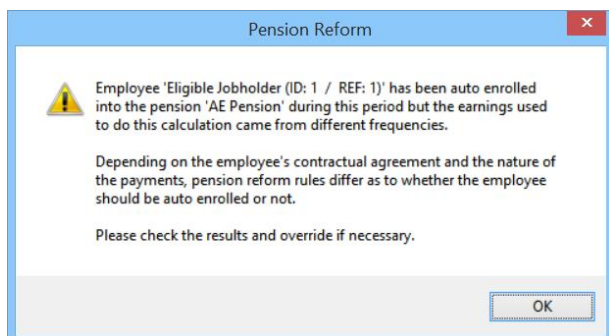 Pension Reform
Employee 'Eligible Jobholder (ID: 1 / REF: 1)' has been auto enrolled
into the pension 'AE Pension' during this period but the earnings used
to do this calculation came from different frequencies.
Depending on the employee's contractual agreement and the nature of
the payments, pension reform rules differ as to whether the employee
should be auto enrolled or not.
Please check the results and override if necessary.
OK